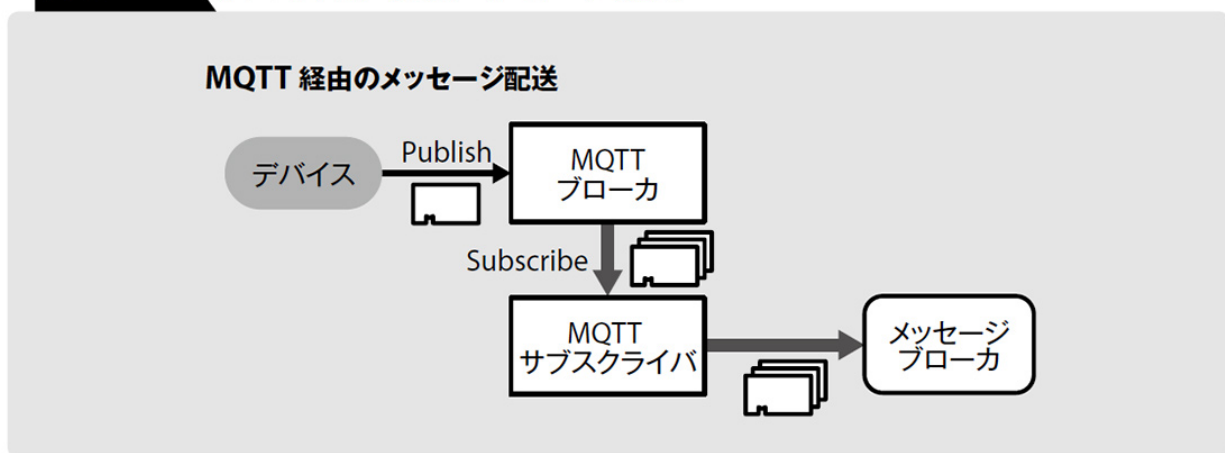 MQTT 経由のメッセージ配送
デバイス
Publish
MQTT
ブローカ
Subscribe
MQTT
サブスクライバ
メッセージ
ブローカ